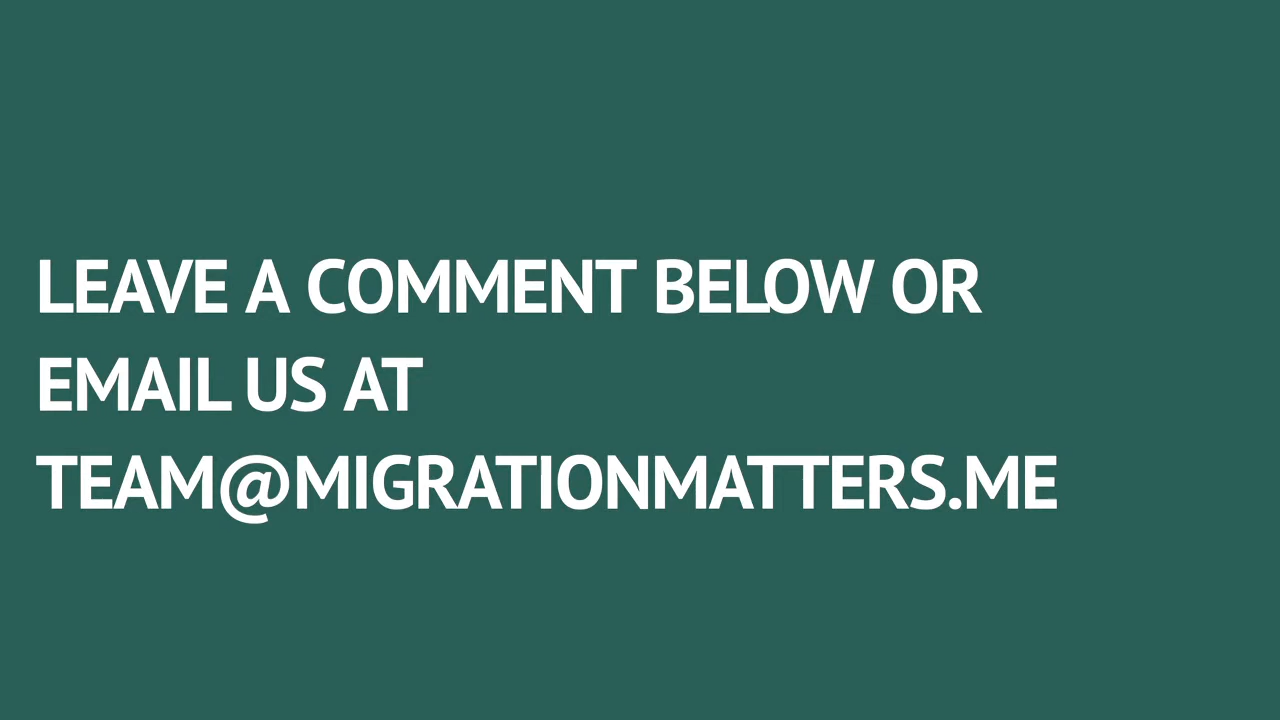 LEAVE A COMMENT BELOW OR
EMAIL US AT
TEAM@MIGRATIONMATTERS.ME